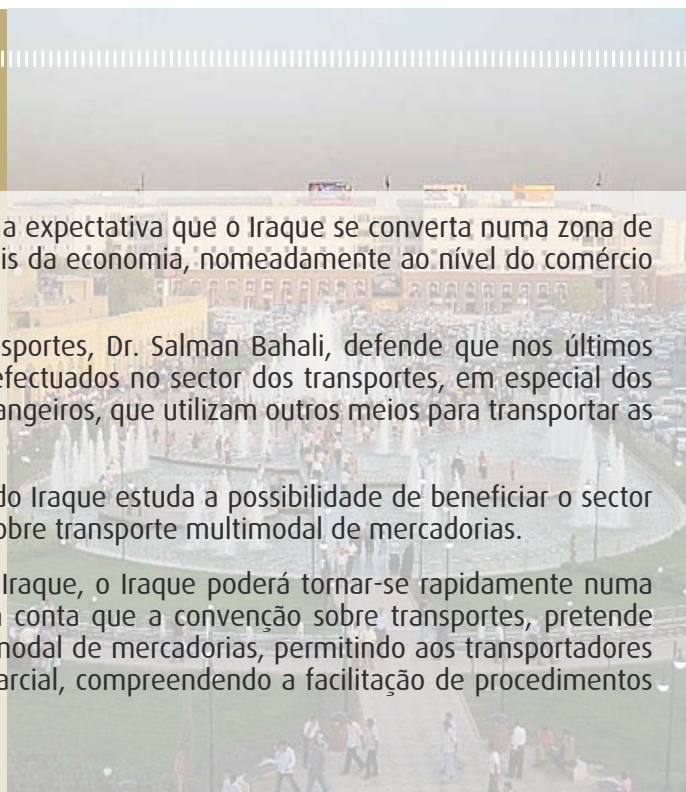 a expectativa que o Iraque se converta numa zona de
is da economia, nomeadamente ao nível do comércio
sportes, Dr. Salman Bahali, defende que nos últimos
efectuados no sector dos transportes, em especial dos
angeiros, que utilizam outros meios para transportar as
do Iraque estuda a possibilidade de beneficiar o sector
obre transporte multimodal de mercadorias.
Iraque, o Iraque poderá tornar-se rapidamente numa
conta que a convenção sobre transportes, pretende
modal de mercadorias, permitindo aos transportadores
arcial, compreendendo a facilitação de procedimentos